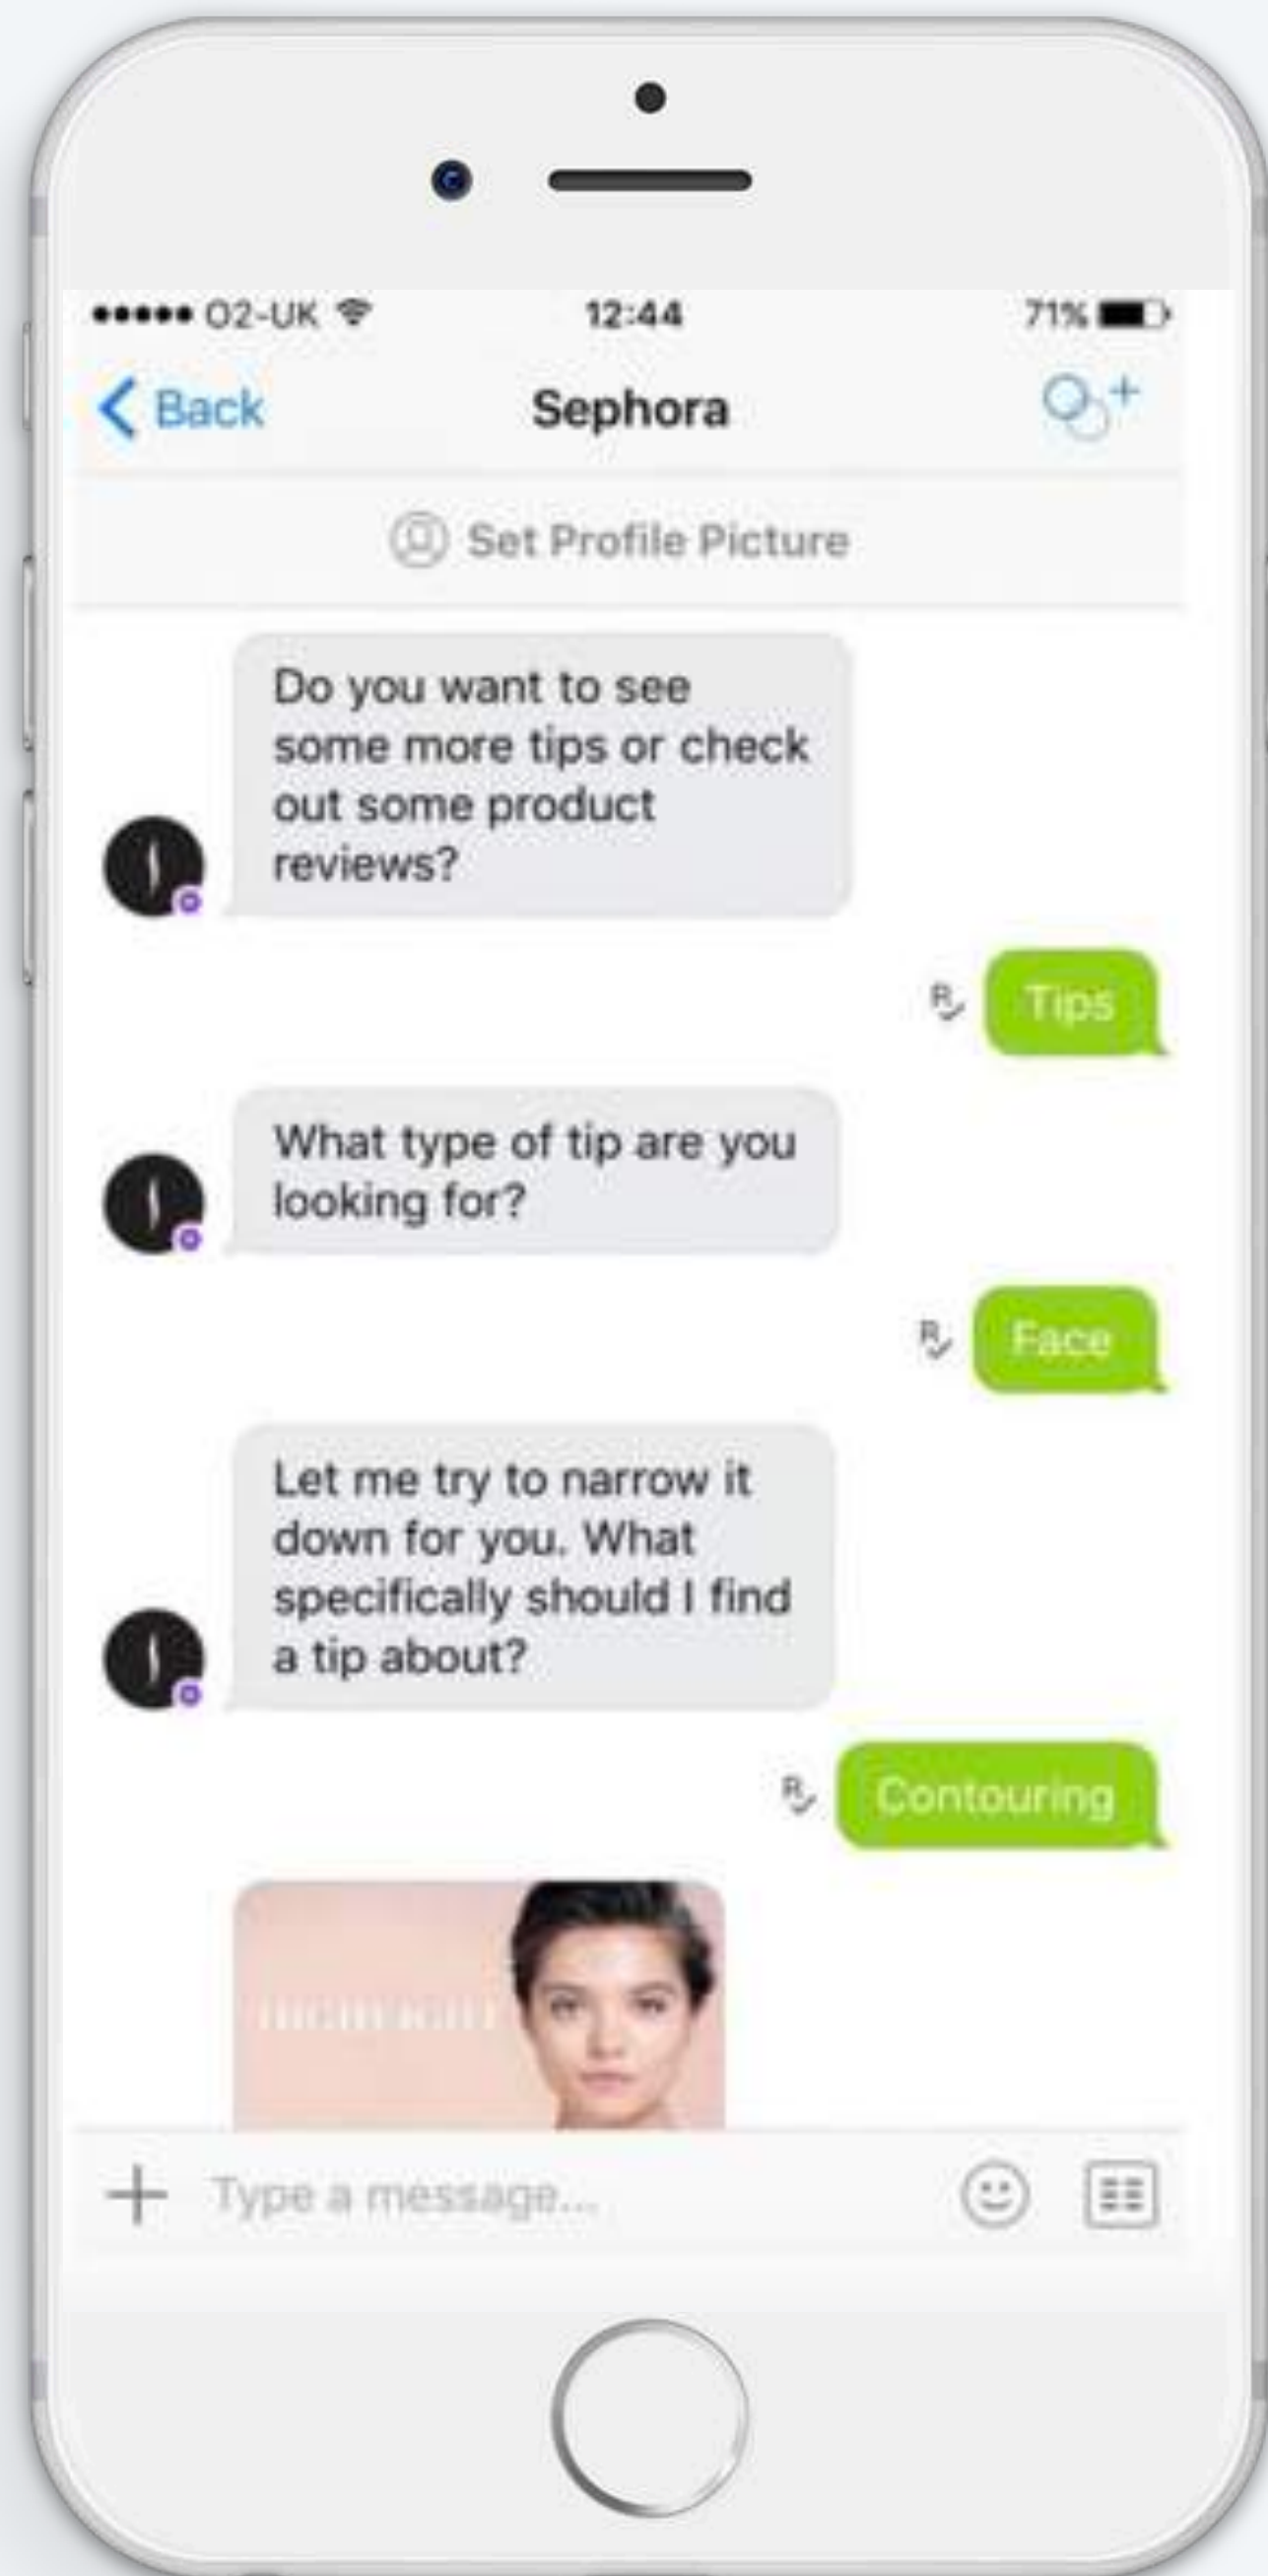 ••••• O2-UK 12:44 71%
Back Sephora
Set Profile Picture
Do you want to see
some more tips or check
out some product
reviews?
R Tips
What type of tip are you
looking for?
R Face
Let me try to narrow it
down for you. What
specifically should I find
a tip about?
R Contouring
HIGHLIGHT
Type a message...